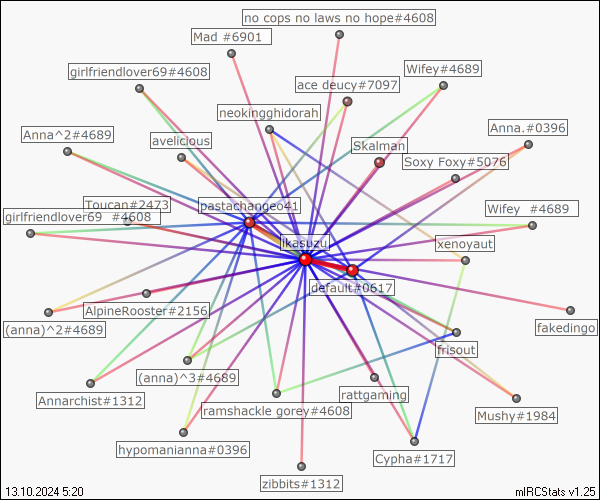 no cops no laws no hope#4608
Mad #6901
girlfriendlover69#4608
Wifey#4689
ace deucy#7097
neokingghidorah
Anna^2#4689
avelicious
Skalman
Anna.#0396
Soxy Foxy#5076
Toucan#2473
pastachangeo41
girlfriendlover69 #4608
Wifey #4689
jkasuzu
xenoyaut
default#0617
AlpineRooster#2156
(anna)^2#4689
fakedingo
frisout
(anna)^3#4689
Annarchist#1312
rattgaming
ramshackle gorey#4608
Mushy#1984
hypomanianna#0396
Cypha#1717
zibbits#1312
13.10.2024 5:20
mIRCStats v1.25